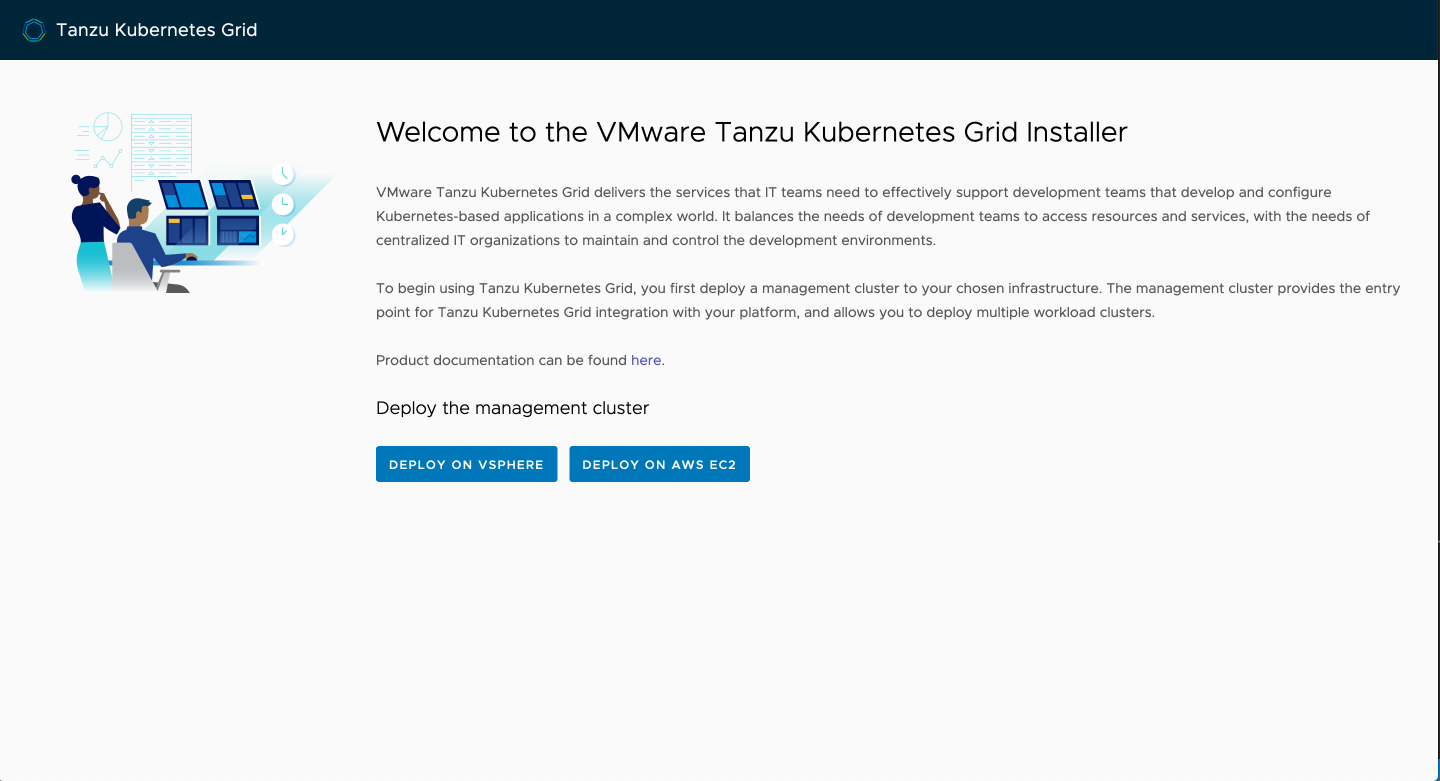 Tanzu Kubernetes Grid
Welcome to the VMware Tanzu Kubernetes Grid Installer
VMware Tanzu Kubernetes Grid delivers the services that IT teams need to effectively support development teams that develop and configure
Kubernetes-based applications in a complex world. It balances the needs of development teams to access resources and services, with the needs of
centralized IT organizations to maintain and control the development environments.
To begin using Tanzu Kubernetes Grid, you first deploy a management cluster to your chosen infrastructure. The management cluster provides the entry
point for Tanzu Kubernetes Grid integration with your platform, and allows you to deploy multiple workload clusters.
Product documentation can be found here.
Deploy the management cluster
DEPLOY ON VSPHERE DEPLOY ON AWS EC2